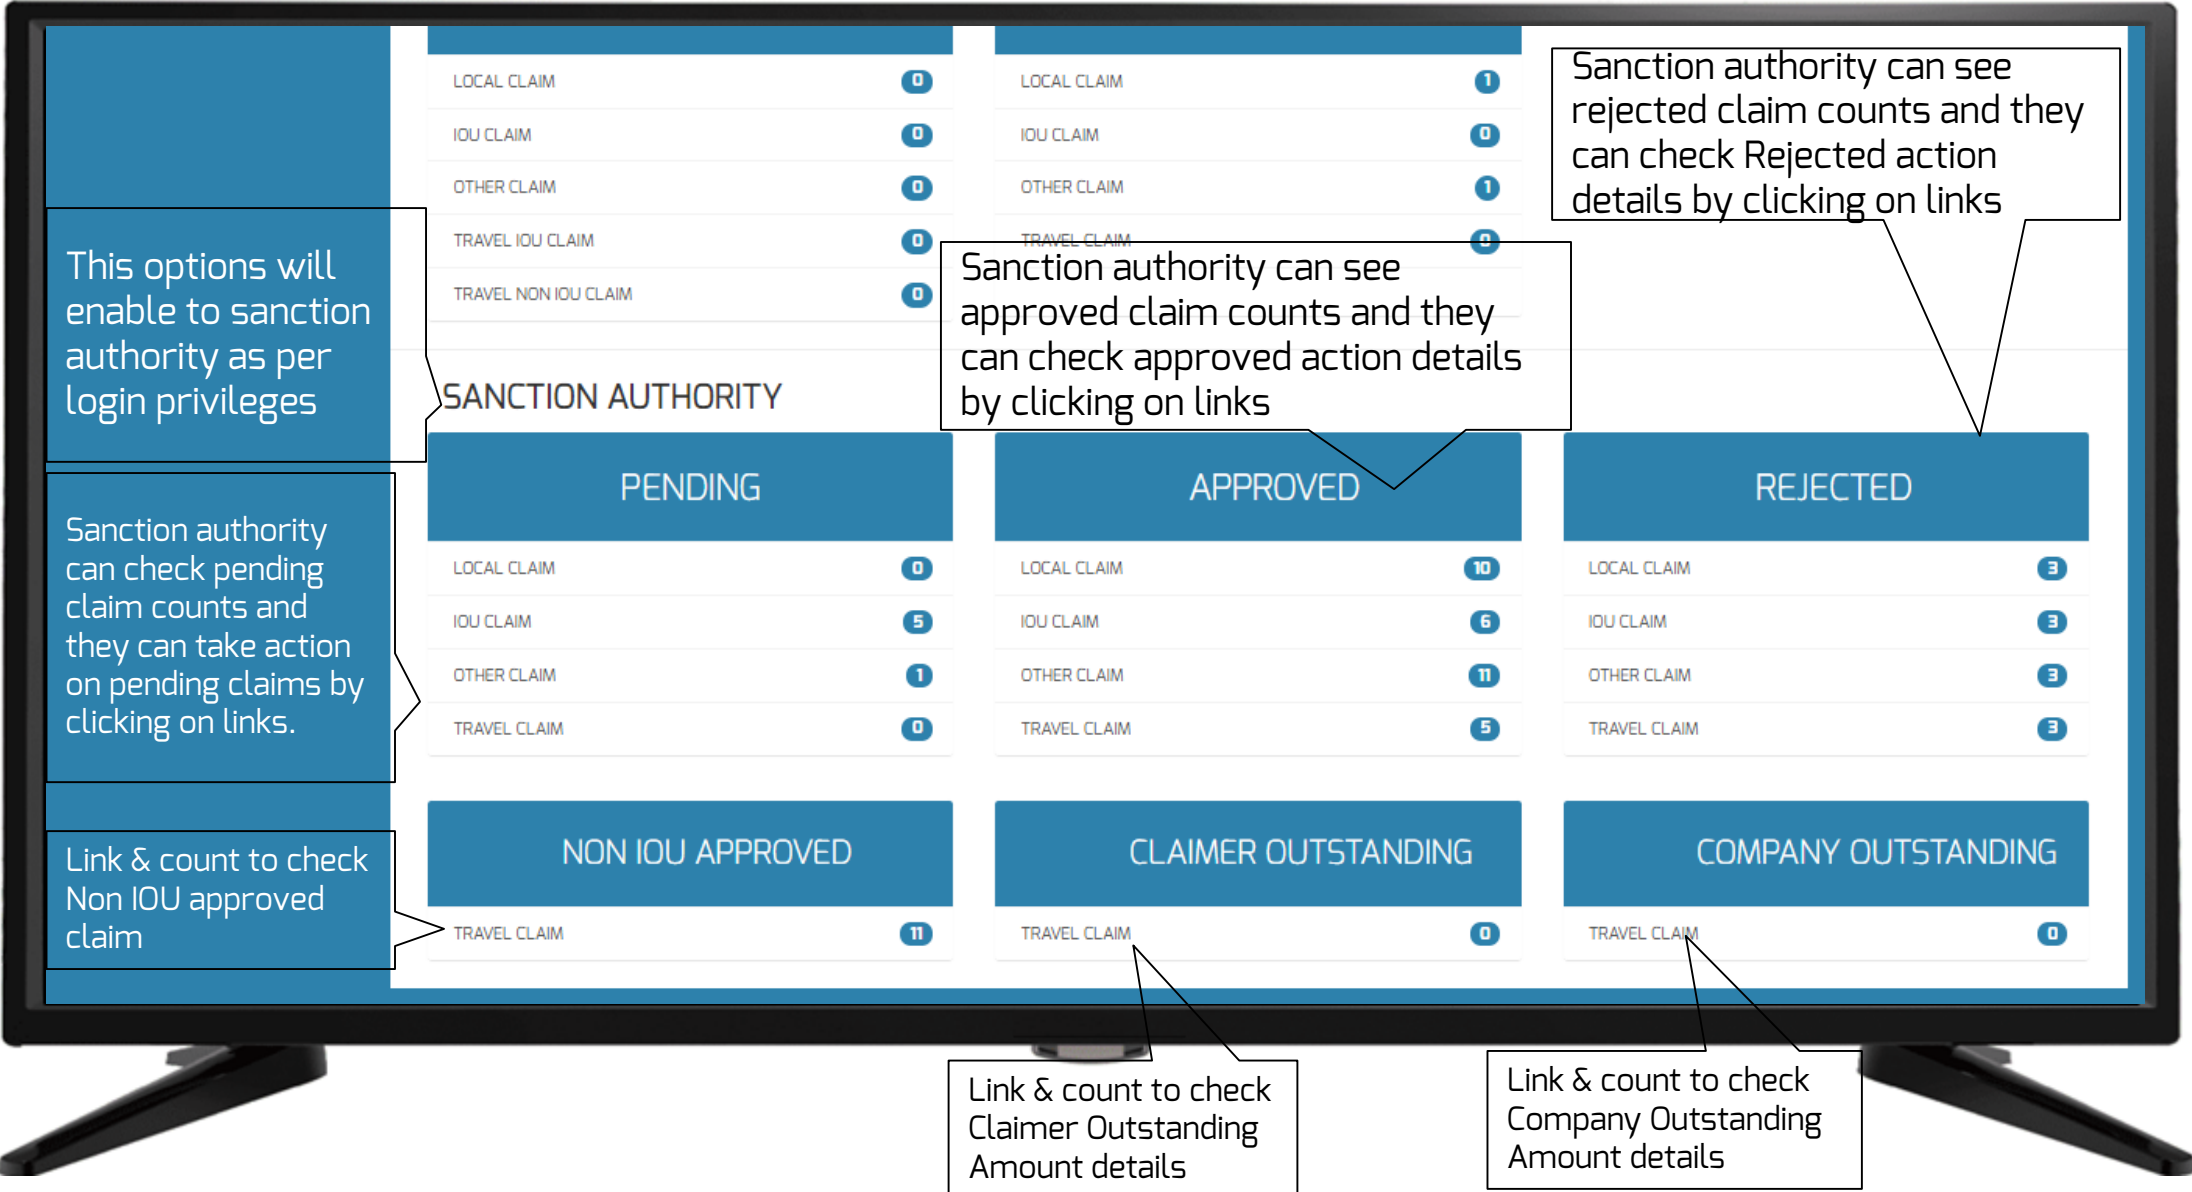 LOCAL CLAIM 0
IOU CLAIM 0
OTHER CLAIM 0
TRAVEL IOU CLAIM 0
TRAVEL NON IOU CLAIM 0
LOCAL CLAIM 1
IOU CLAIM 0
OTHER CLAIM 1
TRAVEL CLAIM 0
Sanction authority can see
rejected claim counts and they
can check Rejected action
details by clicking on links
This options will
enable to sanction
authority as per
login privileges
Sanction authority can see
approved claim counts and they
can check approved action details
by clicking on links
SANCTION AUTHORITY
Sanction authority
can check pending
claim counts and
they can take action
on pending claims by
clicking on links.
PENDING
LOCAL CLAIM 0
IOU CLAIM 5
OTHER CLAIM 1
TRAVEL CLAIM 0
APPROVED
LOCAL CLAIM 10
IOU CLAIM 6
OTHER CLAIM 11
TRAVEL CLAIM 5
REJECTED
LOCAL CLAIM 3
IOU CLAIM 3
OTHER CLAIM 3
TRAVEL CLAIM 3
Link & count to check
Non IOU approved
claim
NON IOU APPROVED
TRAVEL CLAIM 11
CLAIMER OUTSTANDING
TRAVEL CLAIM 0
COMPANY OUTSTANDING
TRAVEL CLAIM 0
Link & count to check
Claimer Outstanding
Amount details
Link & count to check
Company Outstanding
Amount details